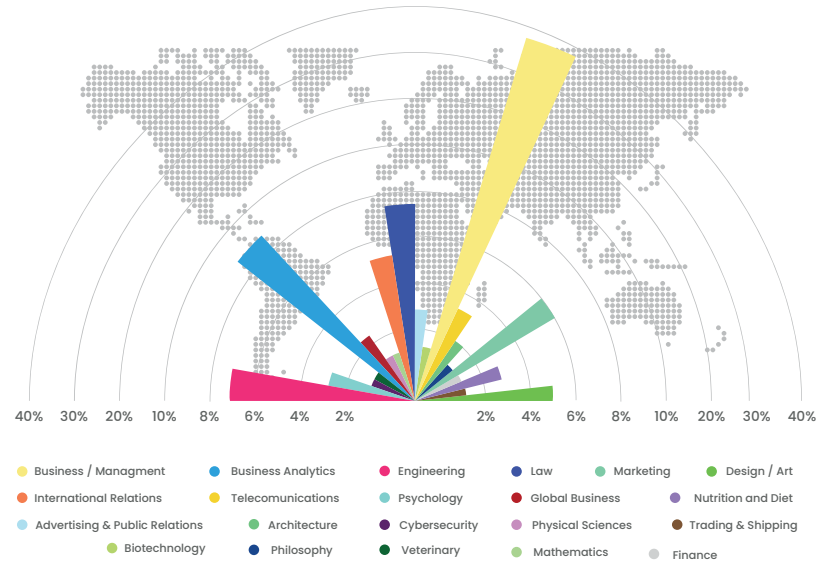 40% 30% 20% 10% 8% 6% 4% 2% 2% 4% 6% 8% 10% 20% 30% 40%
Business / Managment Business Analytics Engineering Law Marketing Design / Art
International Relations Telecomunications Psychology Global Business Nutrition and Diet
Advertising & Public Relations Architecture Cybersecurity Physical Sciences Trading & Shipping
Biotechnology Philosophy Veterinary Mathematics Finance